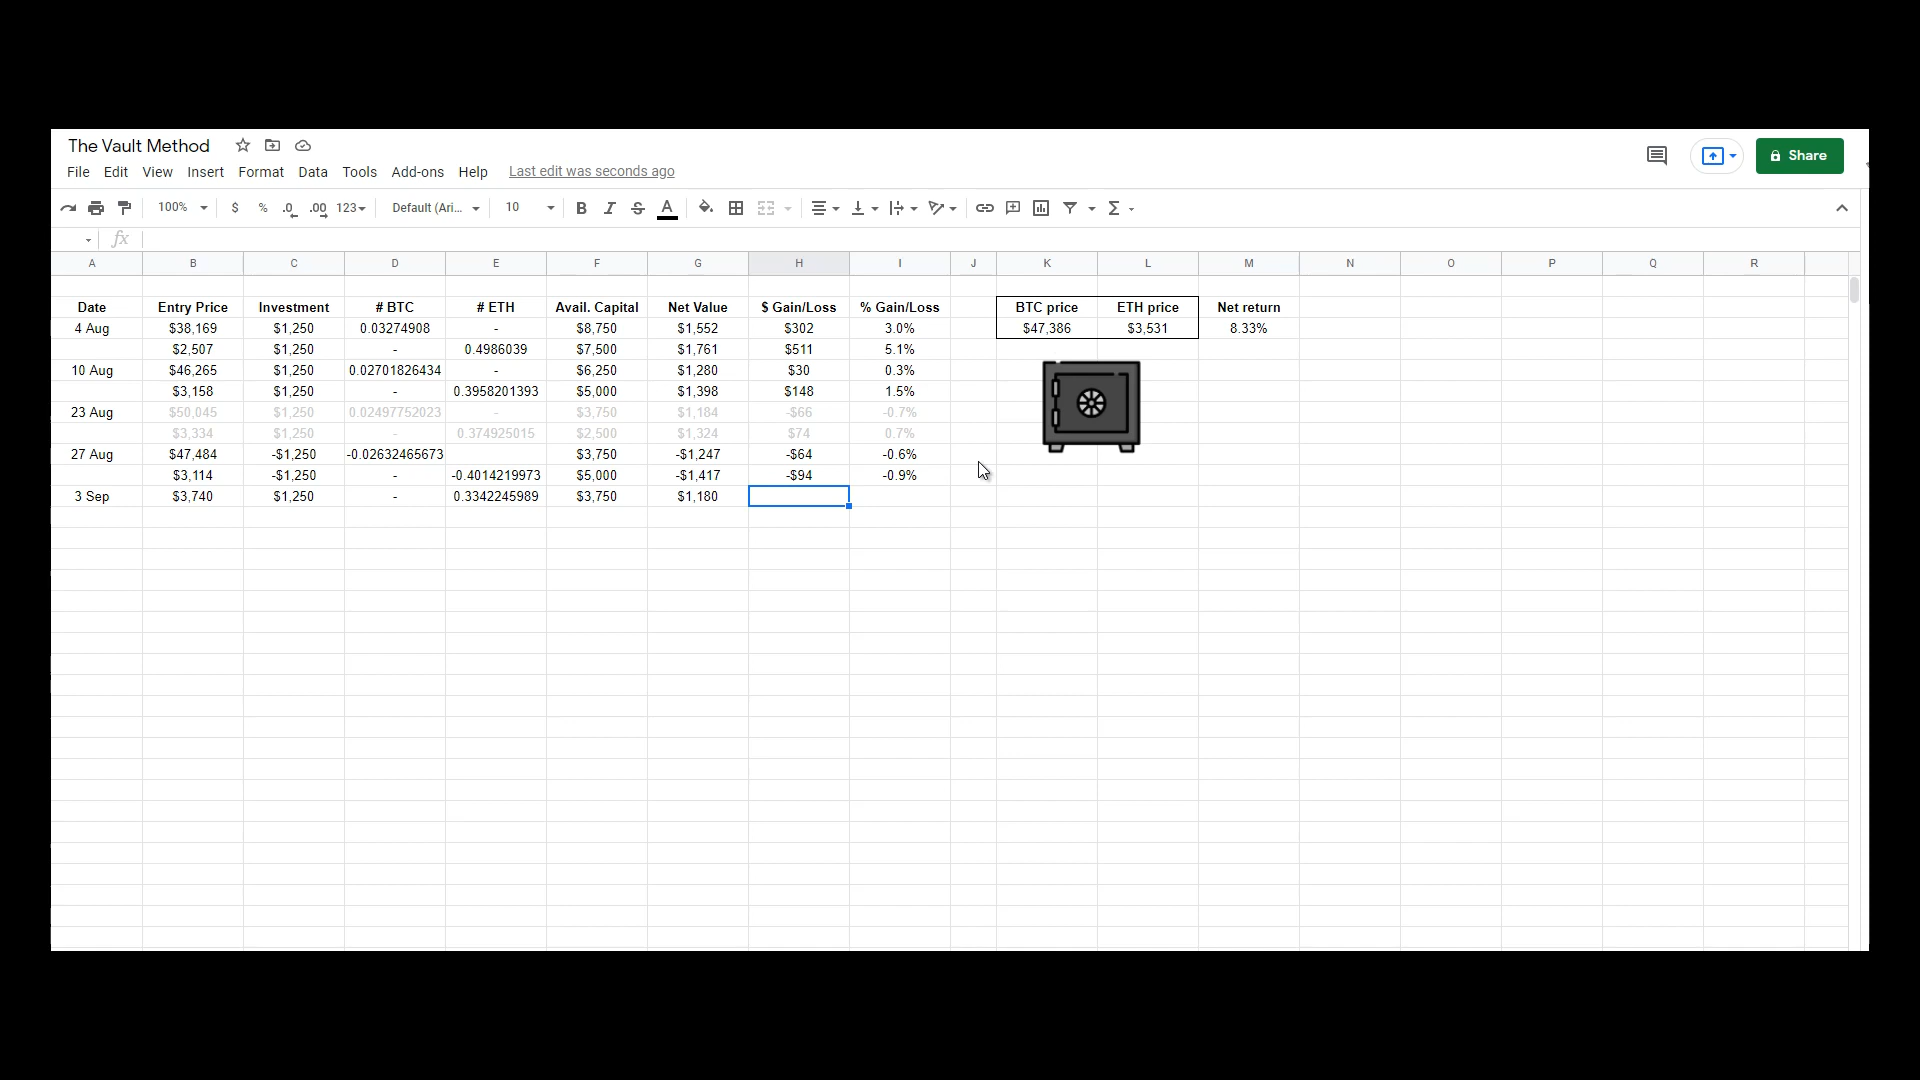 The Vault Method
File Edit View Insert Format Data Tools Add-ons Help Last edit was seconds ago
Share
100% $ % .0 .00 123 Default (Ari... 10 B I S A Σ
fx
A B C D E F G H I J K L M N O P Q R
Date Entry Price Investment # BTC # ETH Avail. Capital Net Value $ Gain/Loss % Gain/Loss BTC price ETH price Net return
4 Aug $38,169 $1,250 0.03274908 - $8,750 $1,552 $302 3.0% $47,386 $3,531 8.33%
$2,507 $1,250 - 0.4986039 $7,500 $1,761 $511 5.1%
10 Aug $46,265 $1,250 0.02701826434 - $6,250 $1,280 $30 0.3%
$3,158 $1,250 - 0.3958201393 $5,000 $1,398 $148 1.5%
23 Aug $50,045 $1,250 0.02497752023 - $3,750 $1,184 -$66 -0.7%
$3,334 $1,250 - 0.374925015 $2,500 $1,324 $74 0.7%
27 Aug $47,484 -$1,250 -0.02632465673 $3,750 -$1,247 -$64 -0.6%
$3,114 -$1,250 - -0.4014219973 $5,000 -$1,417 -$94 -0.9%
3 Sep $3,740 $1,250 - 0.3342245989 $3,750 $1,180